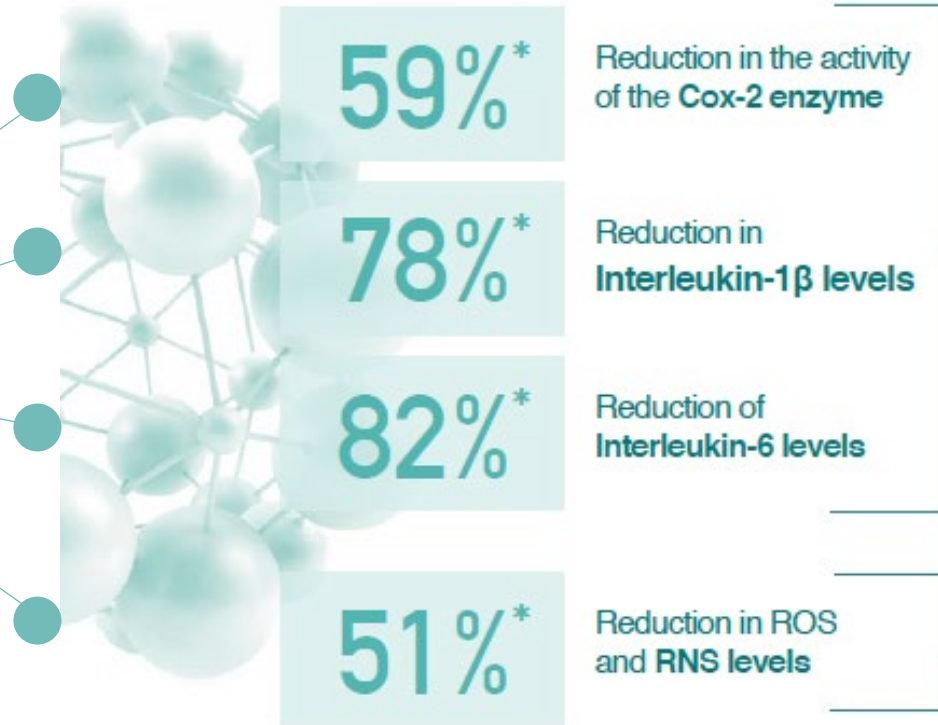 59%*
Reduction in the activity
of the Cox-2 enzyme
78%*
Reduction in
Interleukin-1β levels
82%*
Reduction of
Interleukin-6 levels
51%*
Reduction in ROS
and RNS levels